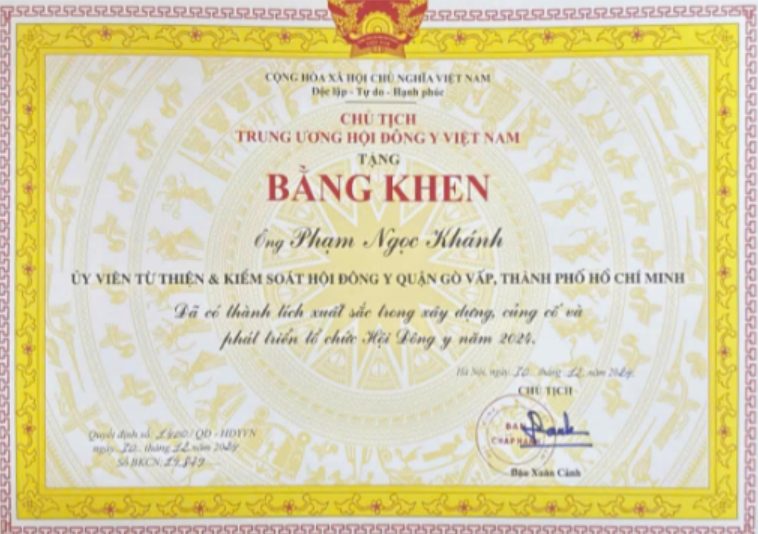 CỘNG HÒA XÃ HỘI CHỦ NGHĨA VIỆT NAM
Độc lập - Tự do - Hạnh phúc
CHỦ TỊCH
TRUNG ƯƠNG HỘI ĐÔNG Y VIỆT NAM
TẶNG
BẰNG KHEN
Ông Phạm Ngọc Khánh
ỦY VIÊN TỪ THIỆN & KIỂM SOÁT HỘI ĐÔNG Y QUẬN GÒ VẤP, THÀNH PHỐ HỒ CHÍ MINH
Đã có thành tích xuất sắc trong xây dựng, củng cố và
phát triển tổ chức Hội Đông y năm 2024.
Hà Nội, ngày 20 tháng 12 năm 2024
CHỦ TỊCH
BAN
CHẤP HÀNH
Quyết định số: /QĐ - HĐYVN
ngày 20 tháng 12 năm 2024
Số BKCN:
Đậu Xuân Cảnh